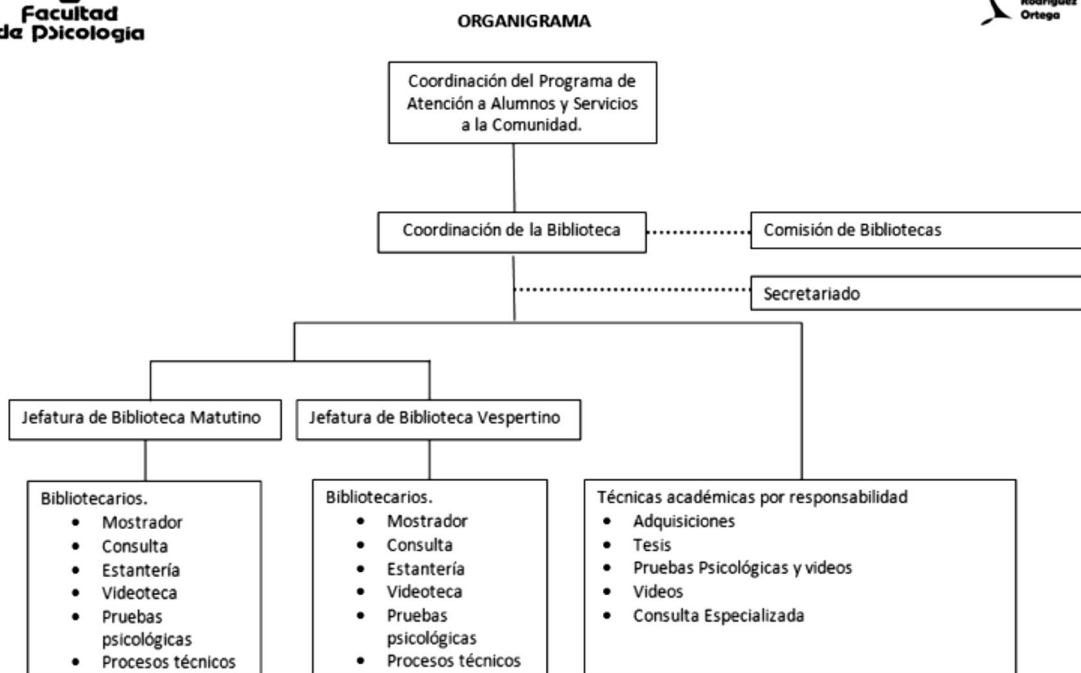 Facultad
de Psicología
ORGANIGRAMA
Rodríguez
Ortega
Coordinación del Programa de
Atención a Alumnos y Servicios
a la Comunidad.
Coordinación de la Biblioteca
Comisión de Bibliotecas
Secretariado
Jefatura de Biblioteca Matutino
Jefatura de Biblioteca Vespertino
Bibliotecarios.
• Mostrador
• Consulta
• Estantería
• Videoteca
• Pruebas
psicológicas
• Procesos técnicos
Bibliotecarios.
• Mostrador
• Consulta
• Estantería
• Videoteca
• Pruebas
psicológicas
• Procesos técnicos
Técnicas académicas por responsabilidad
• Adquisiciones
• Tesis
• Pruebas Psicológicas y videos
• Videos
• Consulta Especializada